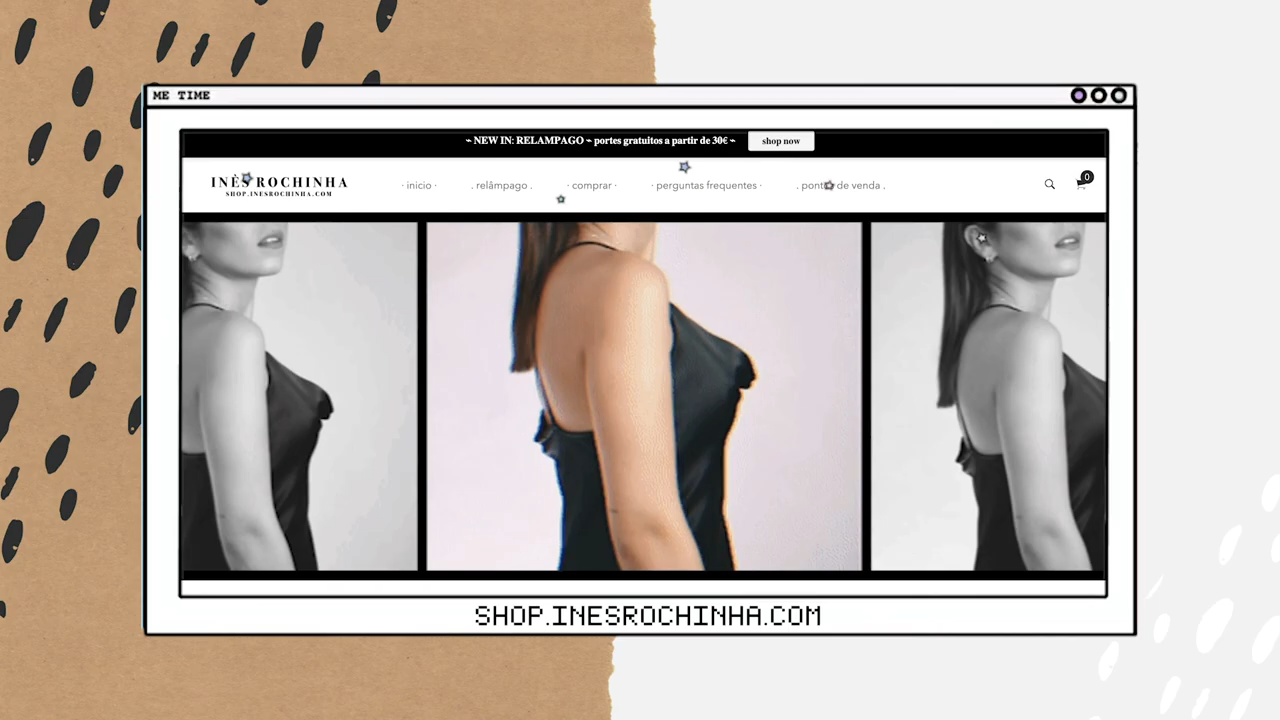 ME TIME
~ NEW IN: RELAMPAGO ~ portes gratuitos a partir de 30€ ~ shop now
INÈS ROCHINHA
SHOP.INESROCHINHA.COM
· inicio · . relâmpago . · comprar · · perguntas frequentes · . ponto de venda . 0
SHOP.INESROCHINHA.COM